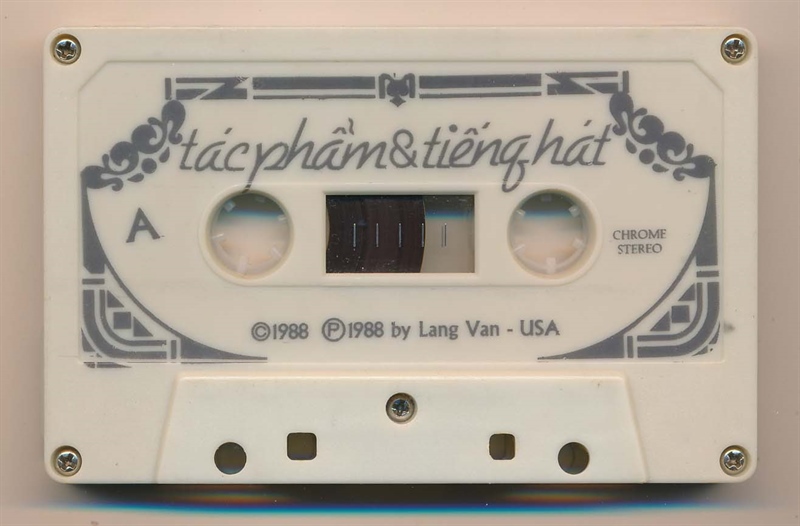 tác phẩm & tiếng hát
A
CHROME
STEREO
©1988 ℗1988 by Lang Van - USA